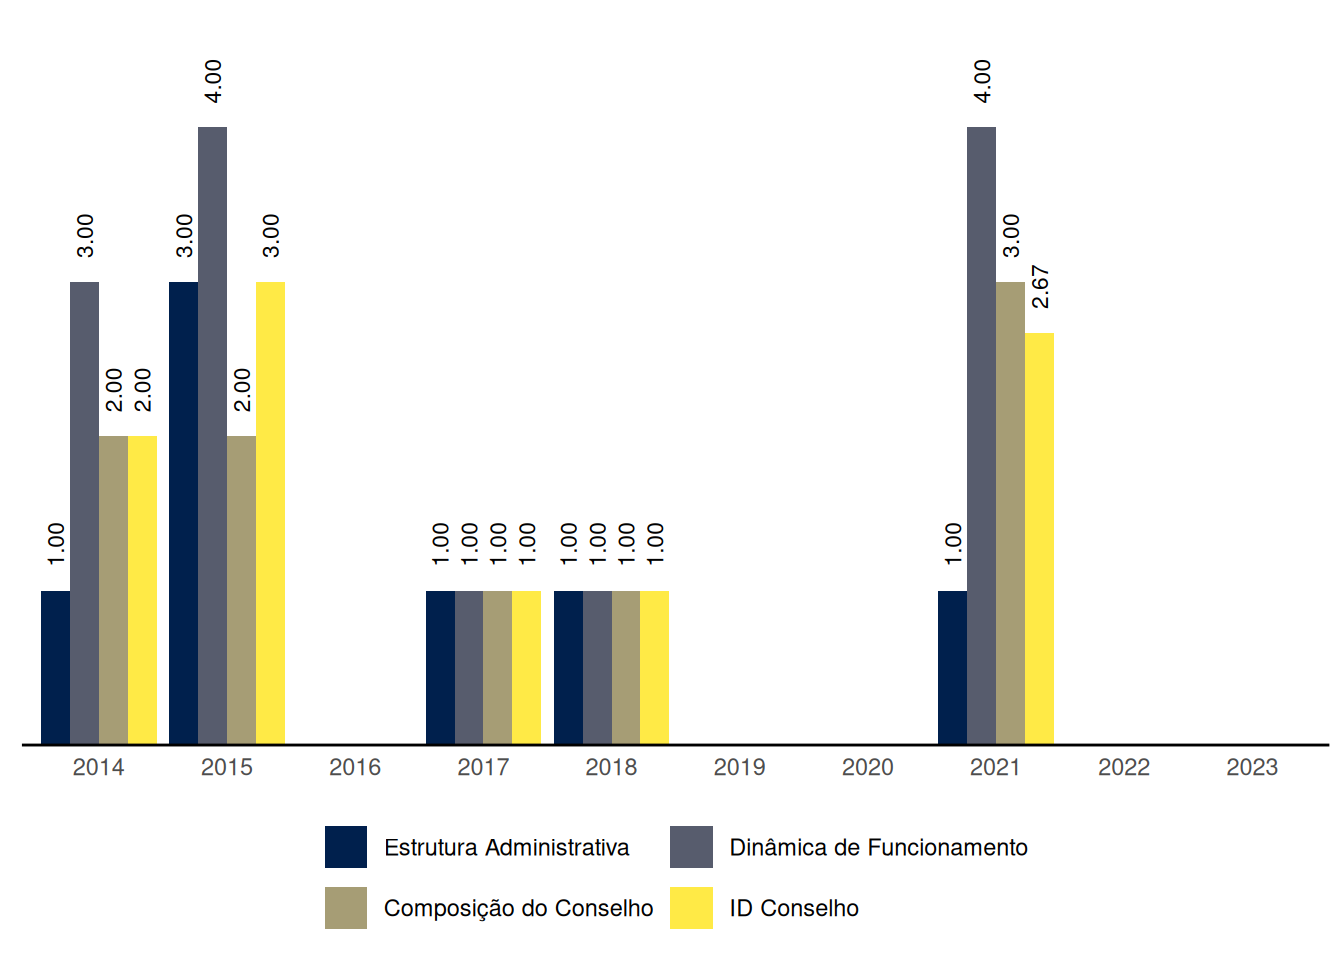 4.00 4.00
3.00 3.00 3.00 3.00
2.67
2.00 2.00 2.00
1.00 1.00 1.00 1.00 1.00 1.00 1.00 1.00 1.00 1.00
2014 2015 2016 2017 2018 2019 2020 2021 2022 2023
Estrutura Administrativa Dinâmica de Funcionamento
Composição do Conselho ID Conselho